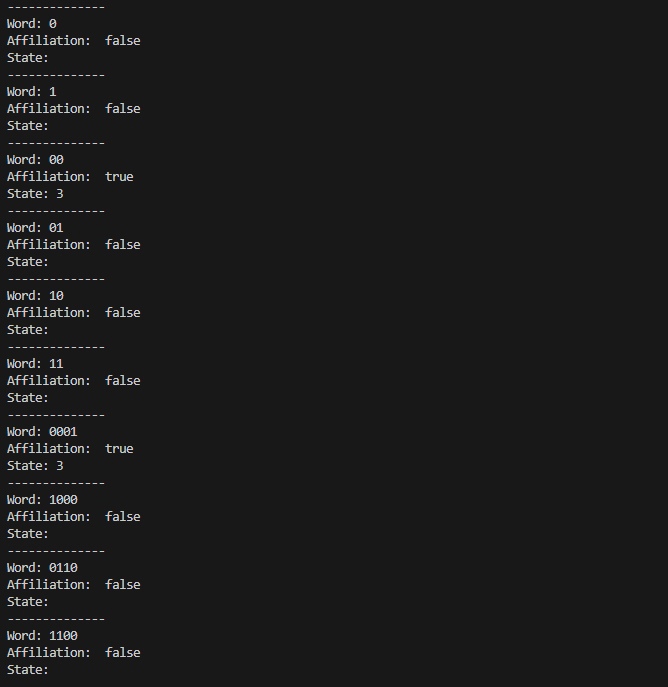 --------------
Word: 0
Affiliation:  false
State:
--------------
Word: 1
Affiliation:  false
State:
--------------
Word: 00
Affiliation:  true
State: 3
--------------
Word: 01
Affiliation:  false
State:
--------------
Word: 10
Affiliation:  false
State:
--------------
Word: 11
Affiliation:  false
State:
--------------
Word: 0001
Affiliation:  true
State: 3
--------------
Word: 1000
Affiliation:  false
State:
--------------
Word: 0110
Affiliation:  false
State:
--------------
Word: 1100
Affiliation:  false
State: